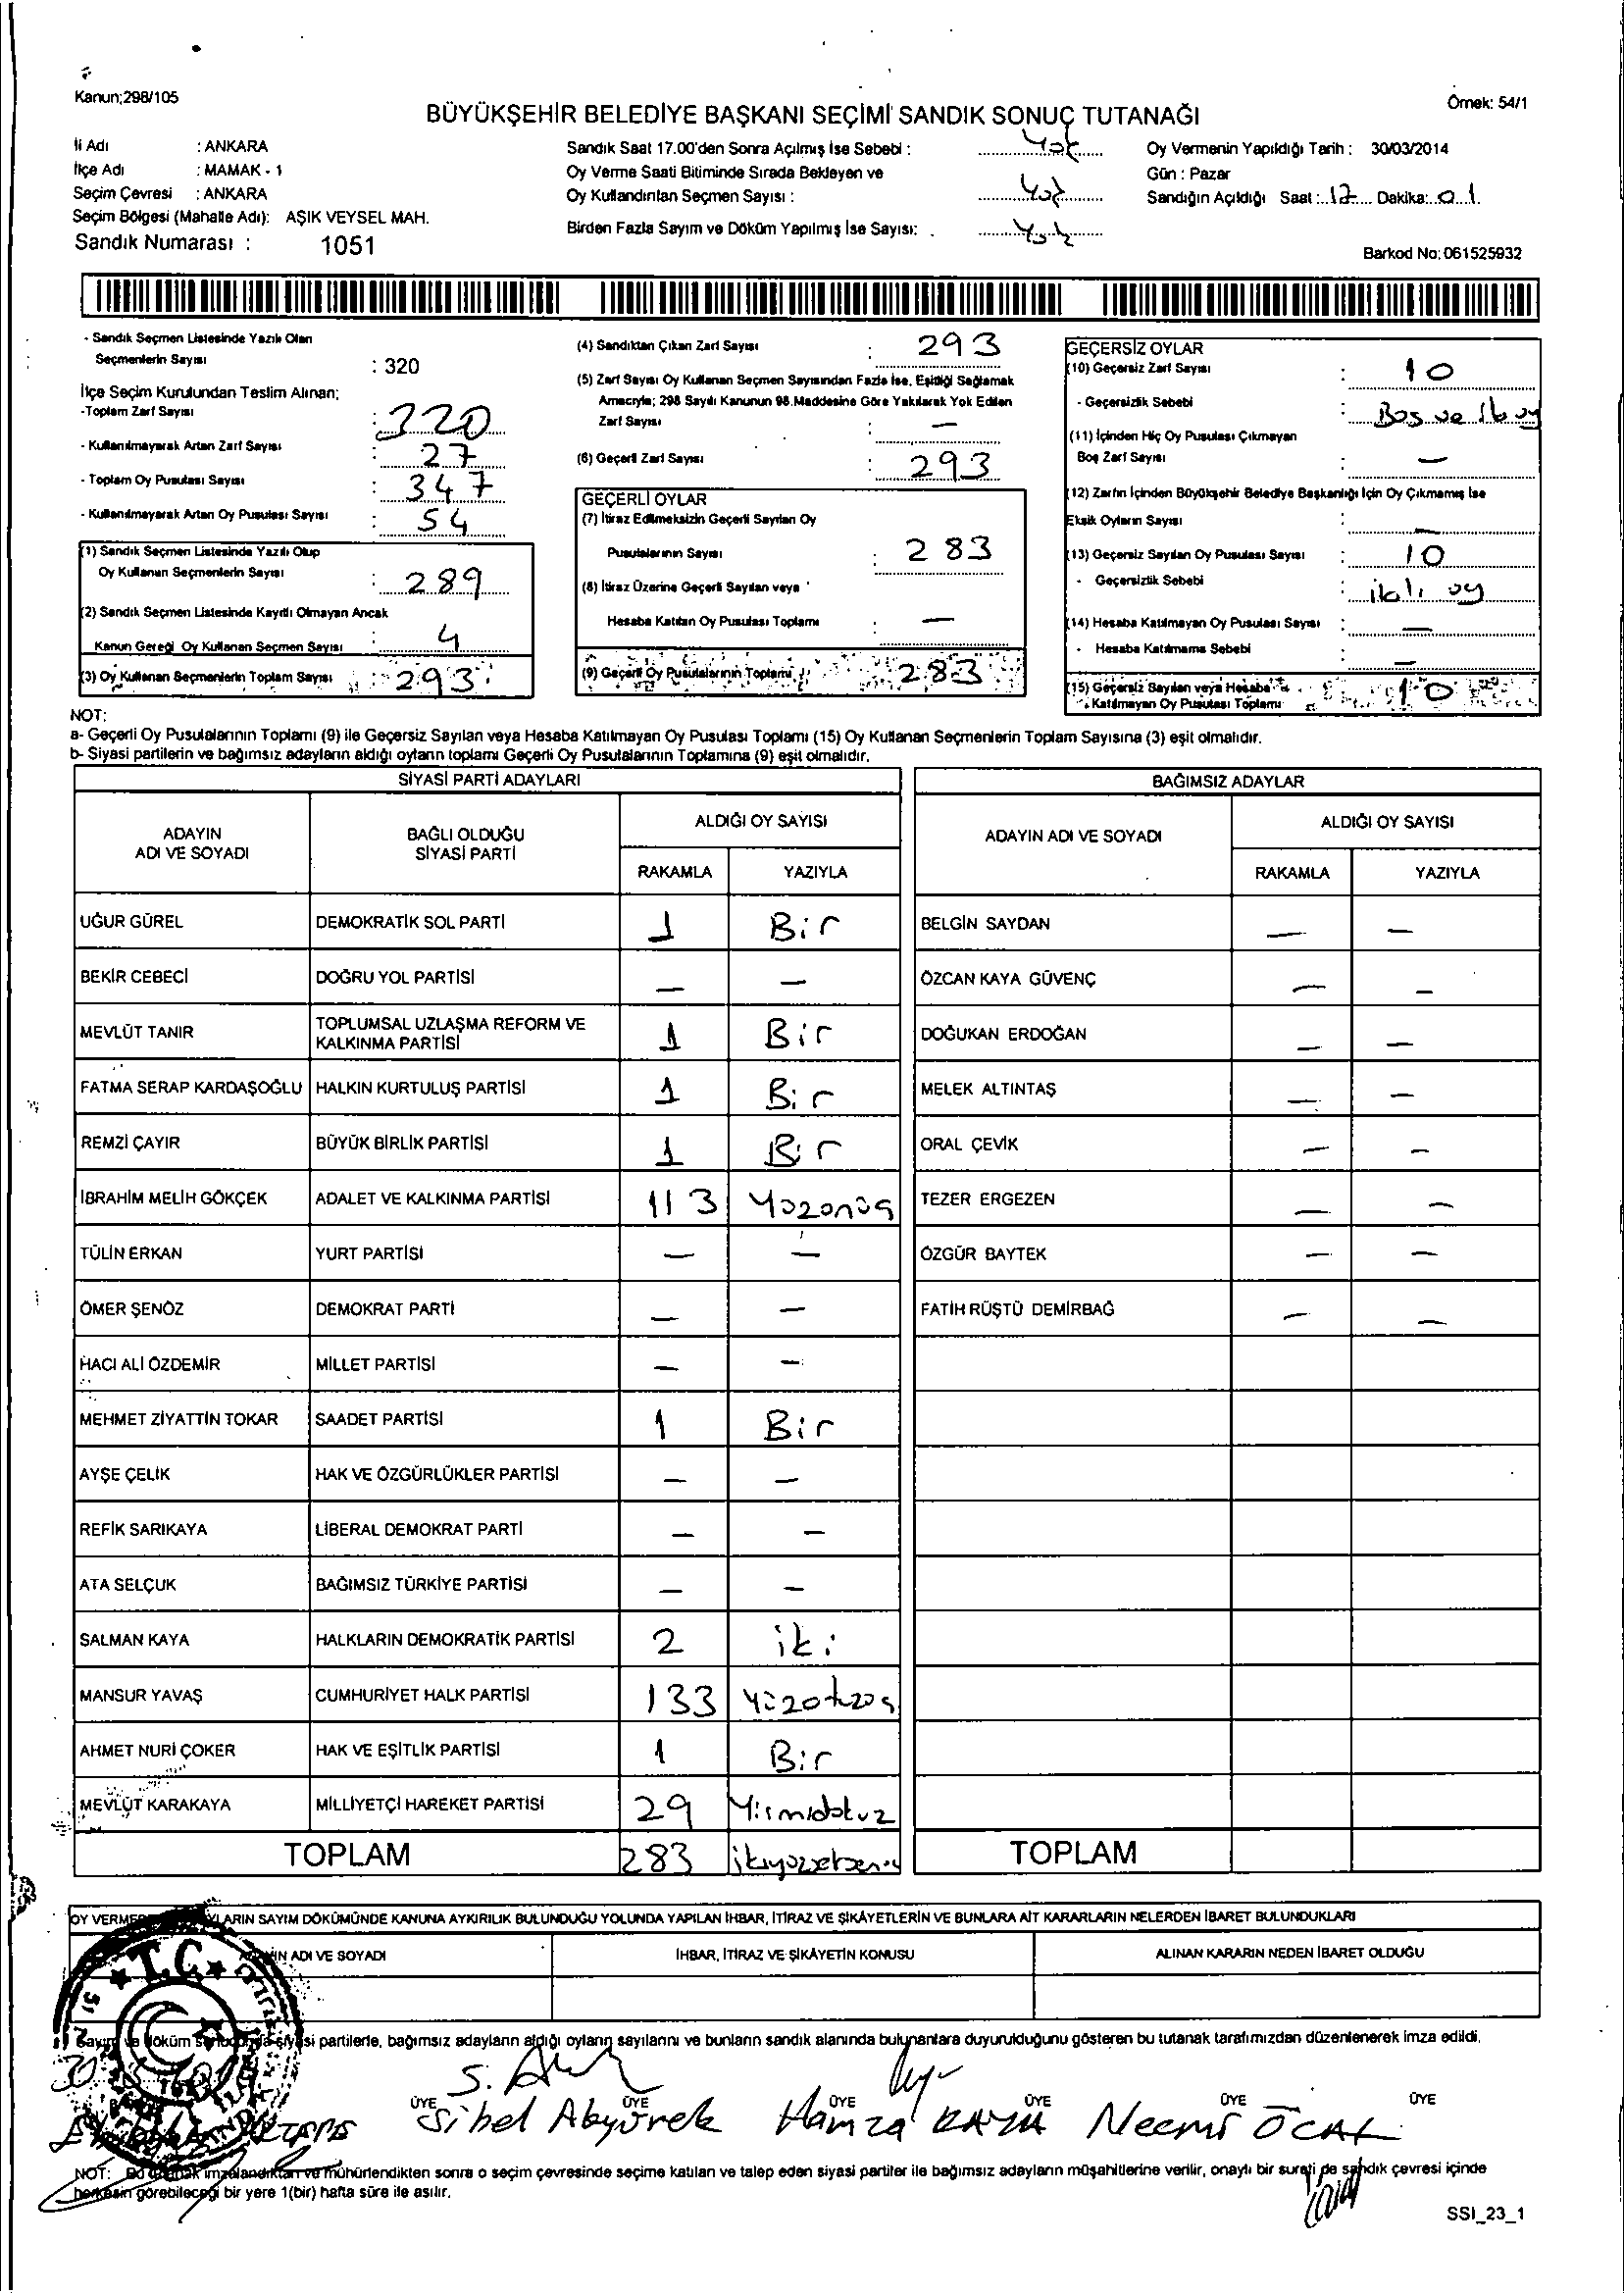 Kanun;298/105
Örnek: 54/1
BÜYÜKŞEHİR BELEDİYE BAŞKANI SEÇİMİ SANDIK SONUÇ TUTANAĞI
İli Adı : ANKARA
İlçe Adı : MAMAK - 1
Seçim Çevresi : ANKARA
Seçim Bölgesi (Mahalle Adı): AŞIK VEYSEL MAH.
Sandık Numarası : 1051
Sandık Saat 17.00'den Sonra Açılmış İse Sebebi : Yok
Oy Verme Saati Bitiminde Sırada Bekleyen ve
Oy Kullandırılan Seçmen Sayısı : Yok
Birden Fazla Sayım ve Döküm Yapılmış İse Sayısı: Yok
Oy Vermenin Yapıldığı Tarih : 30/03/2014
Gün : Pazar
Sandığın Açıldığı Saat : 17 Dakika: 01
Barkod No: 061525932
- Sandık Seçmen Listesinde Yazılı Olan
Seçmenlerin Sayısı : 320
İlçe Seçim Kurulundan Teslim Alınan;
-Toplam Zarf Sayısı : 320
- Kullanılmayarak Artan Zarf Sayısı : 27
- Toplam Oy Pusulası Sayısı : 347
- Kullanılmayarak Artan Oy Pusulası Sayısı : 54
(1) Sandık Seçmen Listesinde Yazılı Olup
Oy Kullanan Seçmenlerin Sayısı : 289
(2) Sandık Seçmen Listesinde Kayıtlı Olmayan Ancak
Kanun Gereği Oy Kullanan Seçmen Sayısı : 4
(3) Oy Kullanan Seçmenlerin Toplam Sayısı : 293
(4) Sandıktan Çıkan Zarf Sayısı : 293
(5) Zarf Sayısı Oy Kullanan Seçmen Sayısından Fazla İse, Eşitliği Sağlamak
Amacıyla; 298 Sayılı Kanunun 98.Maddesine Göre Yakılarak Yok Edilen
Zarf Sayısı : —
(6) Geçerli Zarf Sayısı : 293
GEÇERLİ OYLAR
(7) İtiraz Edilmeksizin Geçerli Sayılan Oy
Pusulalarının Sayısı : 283
(8) İtiraz Üzerine Geçerli Sayılan veya
Hesaba Katılan Oy Pusulası Toplamı : —
(9) Geçerli Oy Pusulalarının Toplamı : 283
GEÇERSİZ OYLAR
(10) Geçersiz Zarf Sayısı : 10
- Geçersizlik Sebebi : Boş ve
(11) İçinden Hiç Oy Pusulası Çıkmayan
Boş Zarf Sayısı : —
(12) Zarfın İçinden Büyükşehir Belediye Başkanlığı İçin Oy Çıkmamış İse
Eksik Oyların Sayısı : —
(13) Geçersiz Sayılan Oy Pusulası Sayısı : 10
- Geçersizlik Sebebi : oy
(14) Hesaba Katılmayan Oy Pusulası Sayısı : —
- Hesaba Katılmama Sebebi : —
(15) Geçersiz Sayılan veya Hesaba
Katılmayan Oy Pusulası Toplamı : 10
NOT:
a- Geçerli Oy Pusulalarının Toplamı (9) ile Geçersiz Sayılan veya Hesaba Katılmayan Oy Pusulası Toplamı (15) Oy Kullanan Seçmenlerin Toplam Sayısına (3) eşit olmalıdır.
b- Siyasi partilerin ve bağımsız adayların aldığı oyların toplamı Geçerli Oy Pusulalarının Toplamına (9) eşit olmalıdır.
SİYASİ PARTİ ADAYLARI
ADAYIN ADI VE SOYADI BAĞLI OLDUĞU SİYASİ PARTİ ALDIĞI OY SAYISI
RAKAMLA YAZIYLA
UĞUR GÜREL DEMOKRATİK SOL PARTİ 1 Bir
BEKİR CEBECİ DOĞRU YOL PARTİSİ — —
MEVLÜT TANIR TOPLUMSAL UZLAŞMA REFORM VE KALKINMA PARTİSİ 1 Bir
FATMA SERAP KARDAŞOĞLU HALKIN KURTULUŞ PARTİSİ 1 Bir
REMZİ ÇAYIR BÜYÜK BİRLİK PARTİSİ 1 Bir
İBRAHİM MELİH GÖKÇEK ADALET VE KALKINMA PARTİSİ 113 Yüzonüç
TÜLİN ERKAN YURT PARTİSİ — —
ÖMER ŞENÖZ DEMOKRAT PARTİ — —
HACI ALİ ÖZDEMİR MİLLET PARTİSİ — —
MEHMET ZİYATTİN TOKAR SAADET PARTİSİ 1 Bir
AYŞE ÇELİK HAK VE ÖZGÜRLÜKLER PARTİSİ — —
REFİK SARIKAYA LİBERAL DEMOKRAT PARTİ — —
ATA SELÇUK BAĞIMSIZ TÜRKİYE PARTİSİ — —
SALMAN KAYA HALKLARIN DEMOKRATİK PARTİSİ 2 iki
MANSUR YAVAŞ CUMHURİYET HALK PARTİSİ 133
AHMET NURİ ÇOKER HAK VE EŞİTLİK PARTİSİ 1 Bir
MEVLÜT KARAKAYA MİLLİYETÇİ HAREKET PARTİSİ 29 Yirmidokuz
TOPLAM 283
BAĞIMSIZ ADAYLAR
ADAYIN ADI VE SOYADI ALDIĞI OY SAYISI
RAKAMLA YAZIYLA
BELGİN SAYDAN — —
ÖZCAN KAYA GÜVENÇ — —
DOĞUKAN ERDOĞAN — —
MELEK ALTINTAŞ — —
ORAL ÇEVİK — —
TEZER ERGEZEN — —
ÖZGÜR BAYTEK — —
FATİH RÜŞTÜ DEMİRBAĞ — —
TOPLAM
OY SAYIM DÖKÜMÜNDE KANUNA AYKIRILIK BULUNDUĞU YOLUNDA YAPILAN İHBAR, İTİRAZ VE ŞİKÂYETLERİN VE BUNLARA AİT KARARLARIN NELERDEN İBARET BULUNDUKLARI
ADI VE SOYADI İHBAR, İTİRAZ VE ŞİKÂYETİN KONUSU ALINAN KARARIN NEDEN İBARET OLDUĞU
T.C.
Sayım ve döküm partilerle, bağımsız adayların aldığı oyların sayılarını ve bunların sandık alanında bulunanlara duyurulduğunu gösteren bu tutanak tarafımızdan düzenlenerek imza edildi.
ÜYE ÜYE ÜYE ÜYE ÜYE ÜYE
Sibel Akyürek Hamza KAYA Necmi ÖCAL
NOT: Bu tutanak imzalandıktan ve mühürlendikten sonra o seçim çevresinde seçime katılan ve talep eden siyasi partiler ile bağımsız adayların müşahitlerine verilir, onaylı bir sureti de sandık çevresi içinde
herkesin görebileceği bir yere 1(bir) hafta süre ile asılır.
SSI_23_1